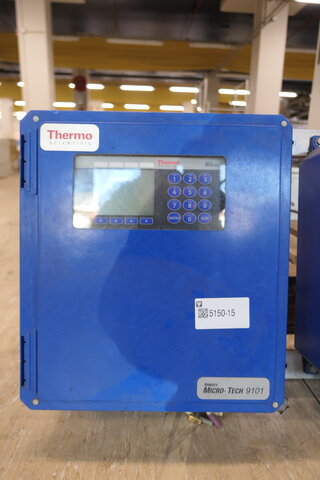 Thermo
SCIENTIFIC
Thermo
1 2 3
4 5 6
7 8 9
0
5150-15
RAMSEY
MICRO-TECH 9101